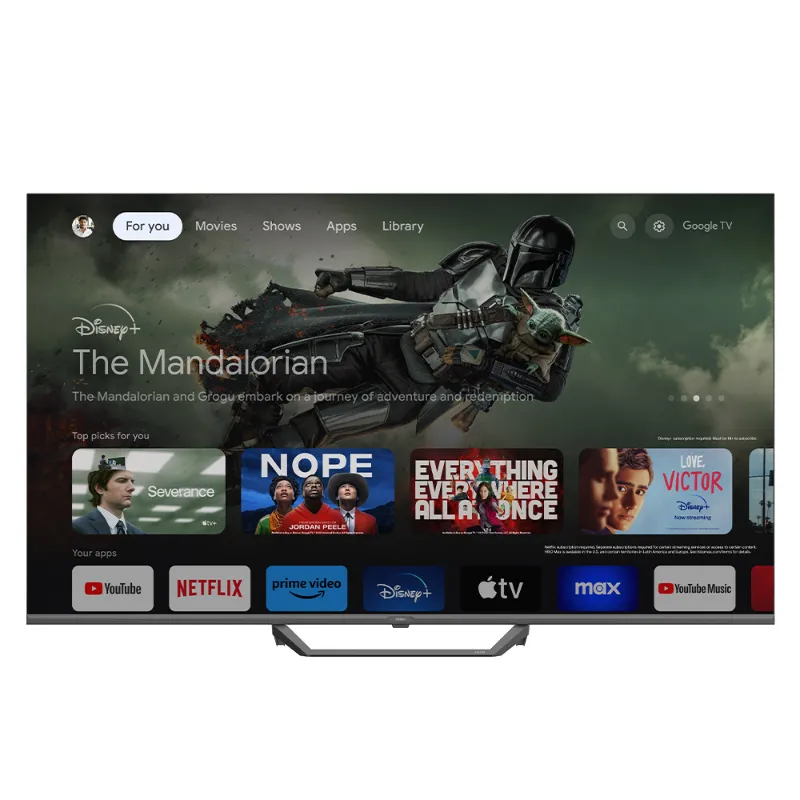 For you
Movies
Shows
Apps
Library
Google TV
Disney+
The Mandalorian
The Mandalorian and Grogu embark on a journey of adventure and redemption
Top picks for you
Severance
tv+
NOPE
JORDAN PEELE
EVERYTHING
EVERYWHERE
ALL AT ONCE
LOVE,
VICTOR
Disney+
Now streaming
Your apps
YouTube
NETFLIX
prime video
Disney+
tv
max
YouTube Music